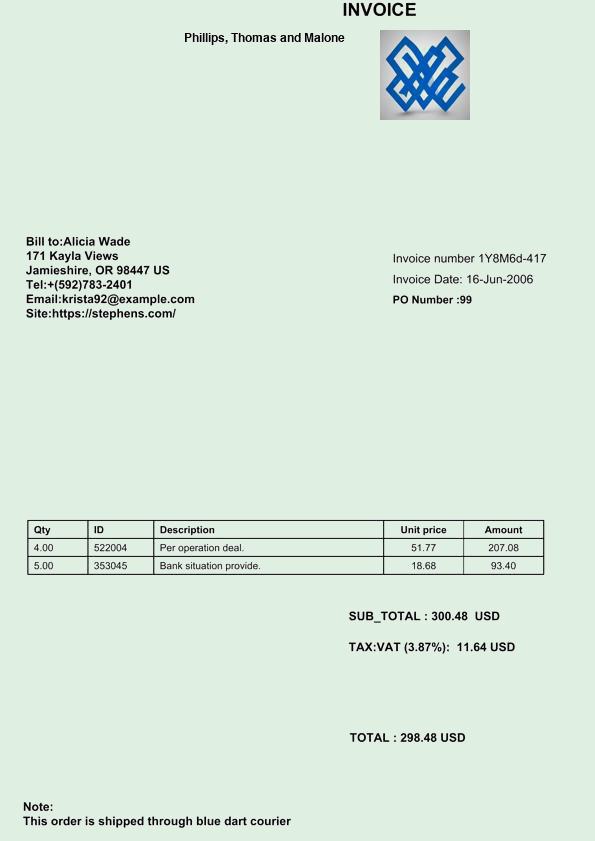 INVOICE
Phillips, Thomas and Malone
Bill to:Alicia Wade
171 Kayla Views
Jamieshire, OR 98447 US
Tel:+(592)783-2401
Email:krista92@example.com
Site:https://stephens.com/
Invoice number 1Y8M6d-417
Invoice Date: 16-Jun-2006
PO Number :99
Qty ID Description Unit price Amount
4.00 522004 Per operation deal. 51.77 207.08
5.00 353045 Bank situation provide. 18.68 93.40
SUB_TOTAL : 300.48 USD
TAX:VAT (3.87%): 11.64 USD
TOTAL : 298.48 USD
Note:
This order is shipped through blue dart courier